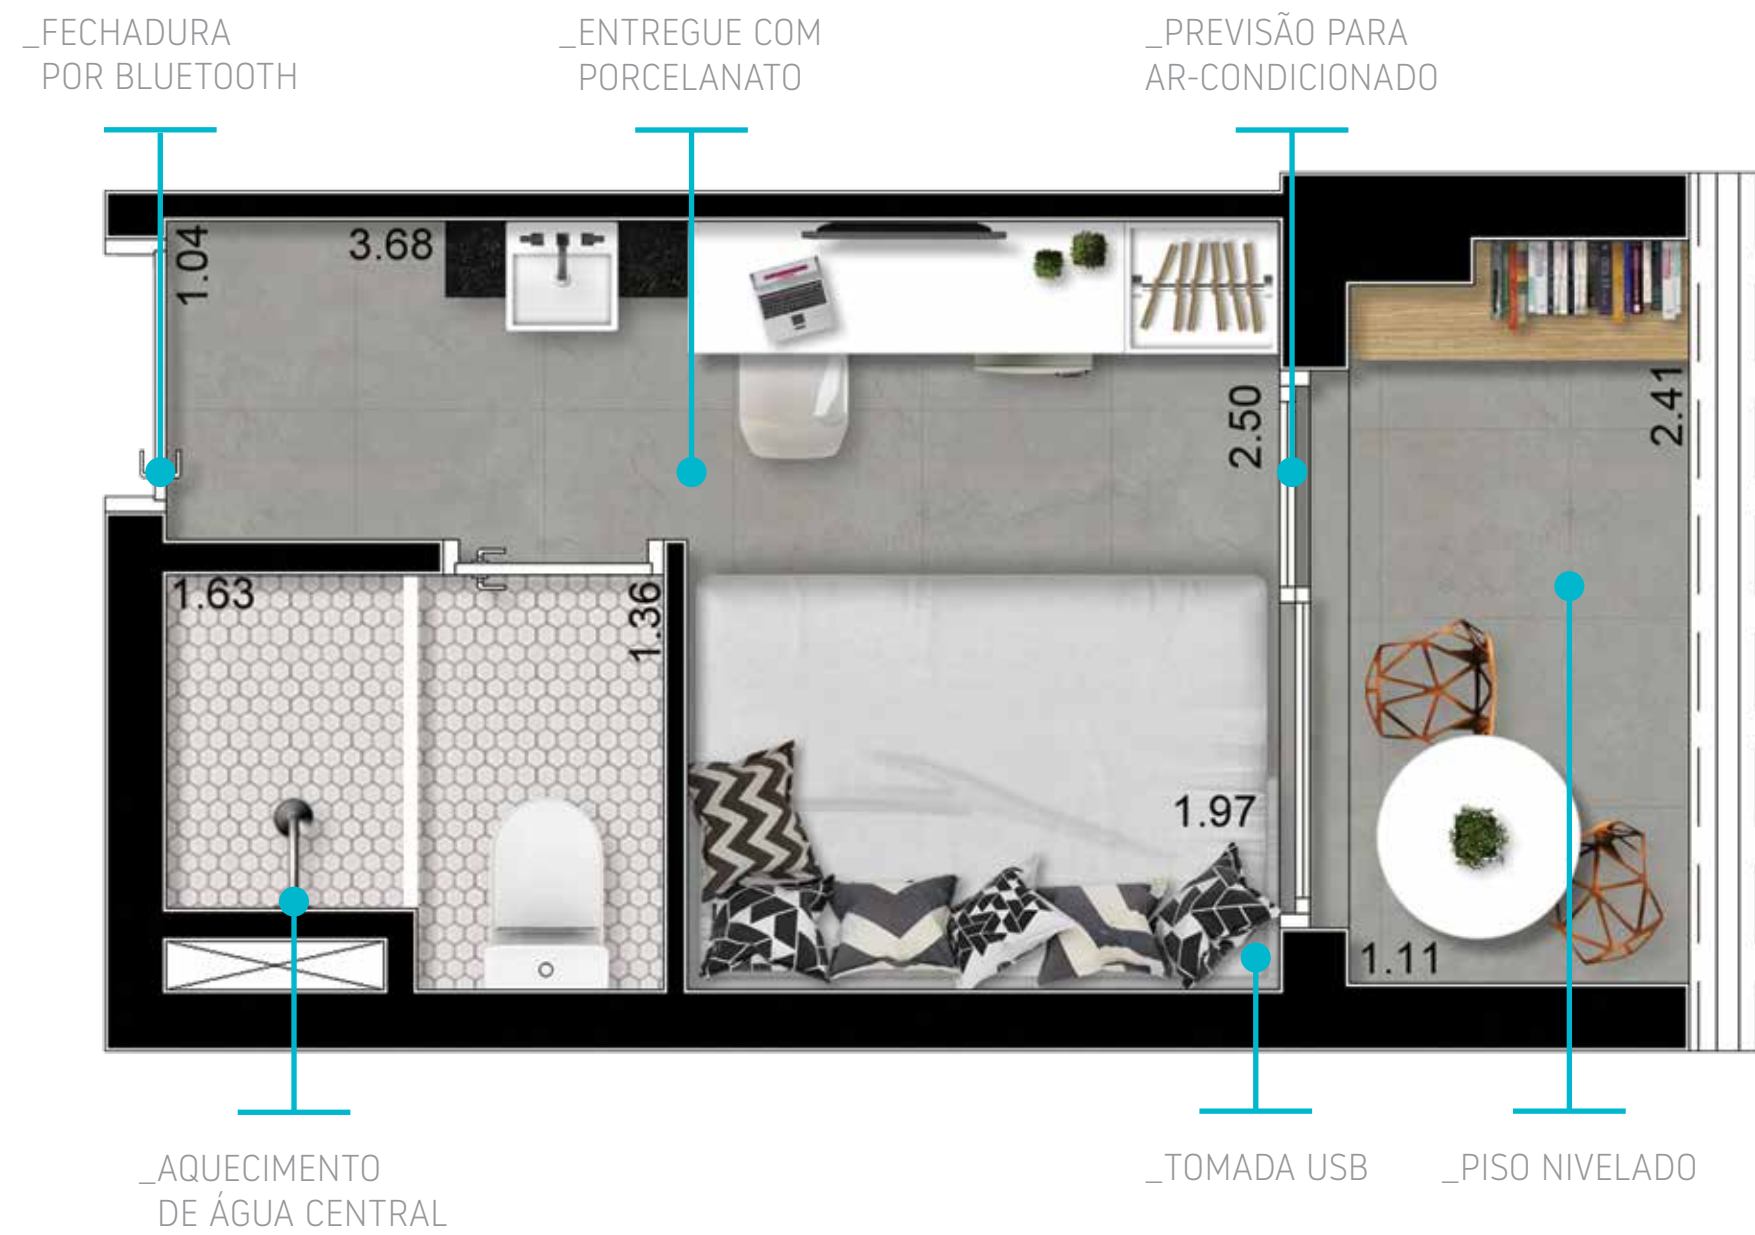 _FECHADURA
POR BLUETOOTH
_ENTREGUE COM
PORCELANATO
_PREVISÃO PARA
AR-CONDICIONADO
1.04
3.68
2.50
2.41
1.63
1.36
1.97
1.11
_AQUECIMENTO
DE ÁGUA CENTRAL
_TOMADA USB
_PISO NIVELADO